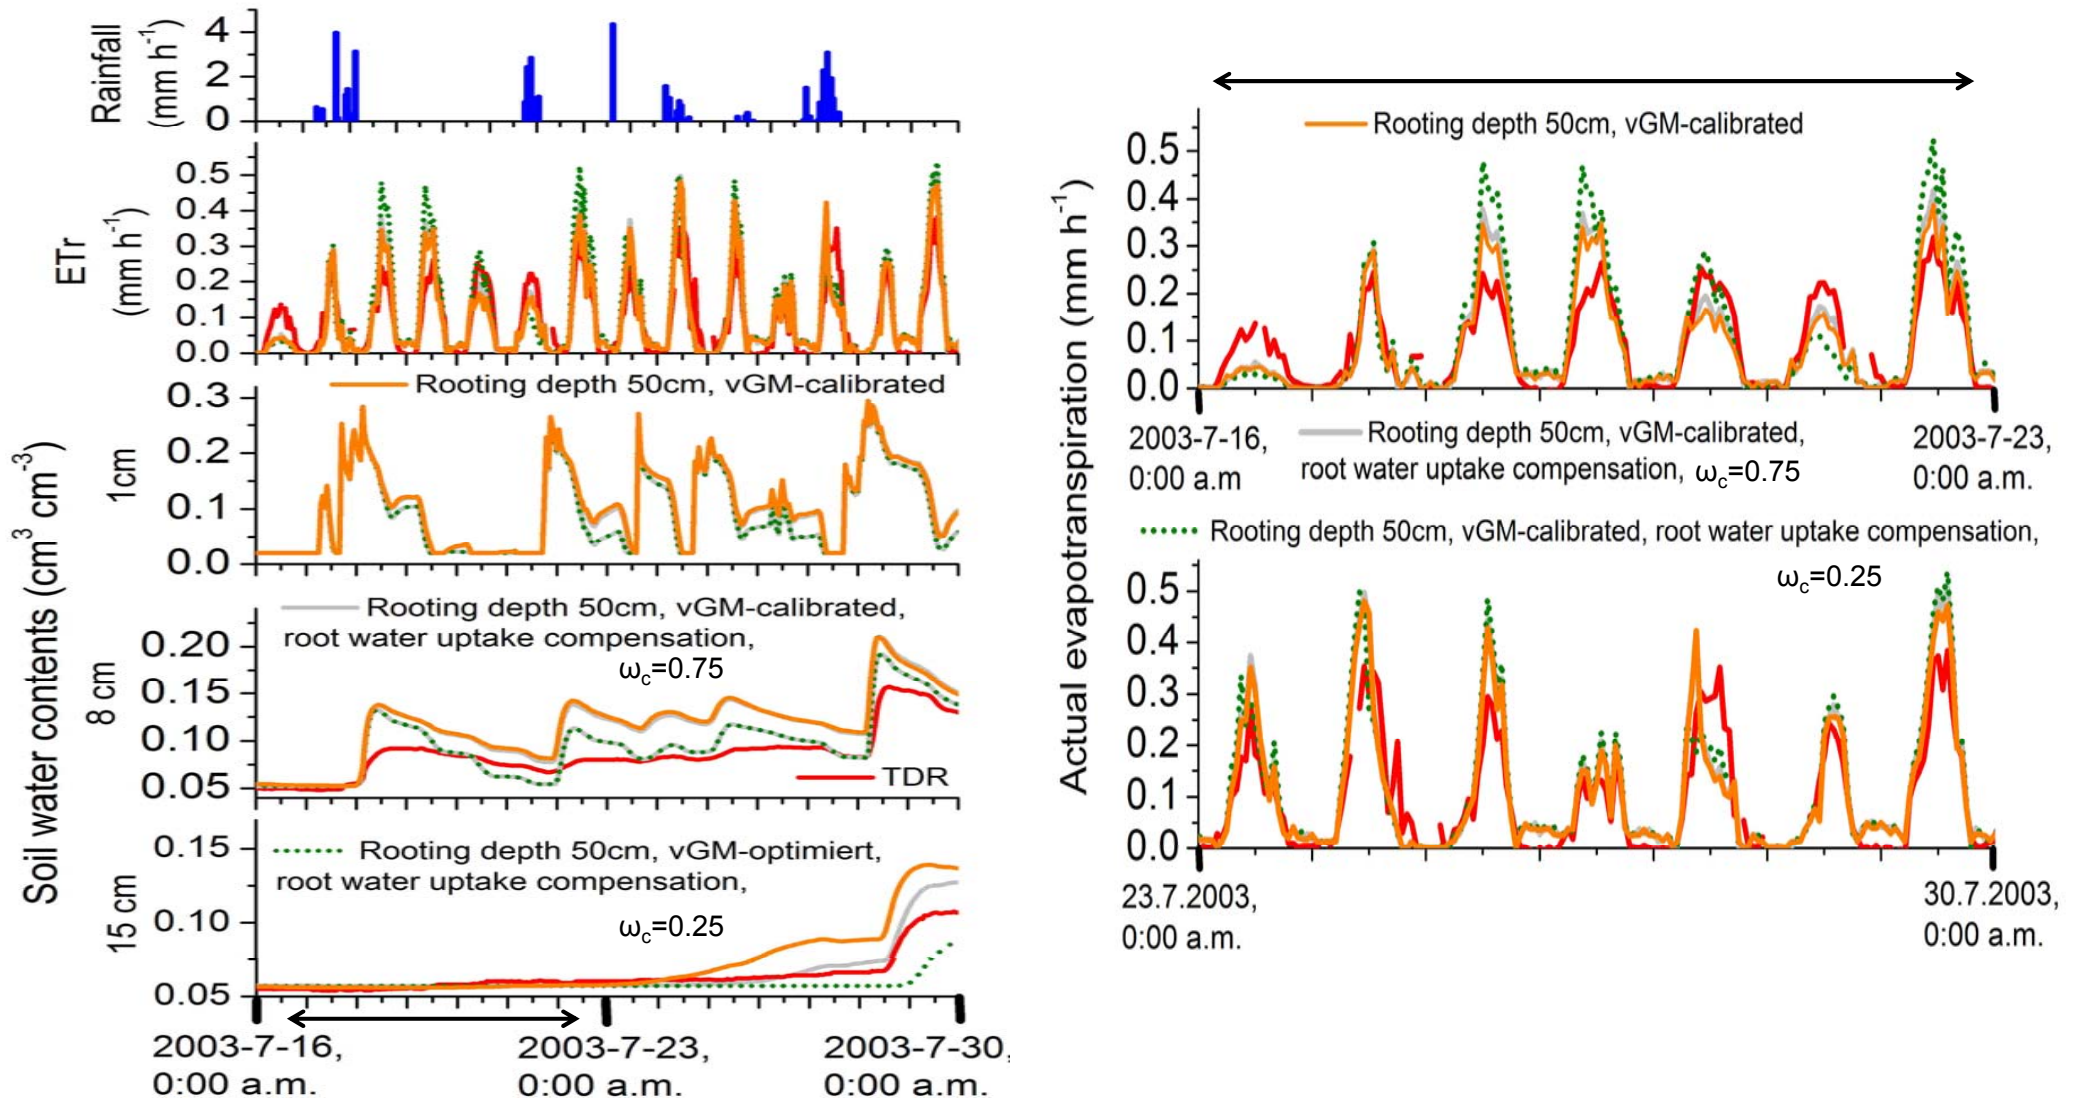 Rainfall
(mm h⁻¹)
4
2
0
ETr
(mm h⁻¹)
0.5
0.4
0.3
0.2
0.1
0.0
Soil water contents (cm³ cm⁻³)
1cm
0.3
0.2
0.1
0.0
Rooting depth 50cm, vGM-calibrated
8 cm
0.20
0.15
0.10
0.05
Rooting depth 50cm, vGM-calibrated,
root water uptake compensation,
ωc=0.75
TDR
15 cm
0.15
0.10
0.05
Rooting depth 50cm, vGM-optimiert,
root water uptake compensation,
ωc=0.25
2003-7-16,
0:00 a.m.
2003-7-23,
0:00 a.m.
2003-7-30,
0:00 a.m.
Actual evapotranspiration (mm h⁻¹)
Rooting depth 50cm, vGM-calibrated
0.5
0.4
0.3
0.2
0.1
0.0
2003-7-16,
0:00 a.m
Rooting depth 50cm, vGM-calibrated,
root water uptake compensation, ωc=0.75
2003-7-23,
0:00 a.m.
Rooting depth 50cm, vGM-calibrated, root water uptake compensation,
ωc=0.25
0.5
0.4
0.3
0.2
0.1
0.0
23.7.2003,
0:00 a.m.
30.7.2003,
0:00 a.m.